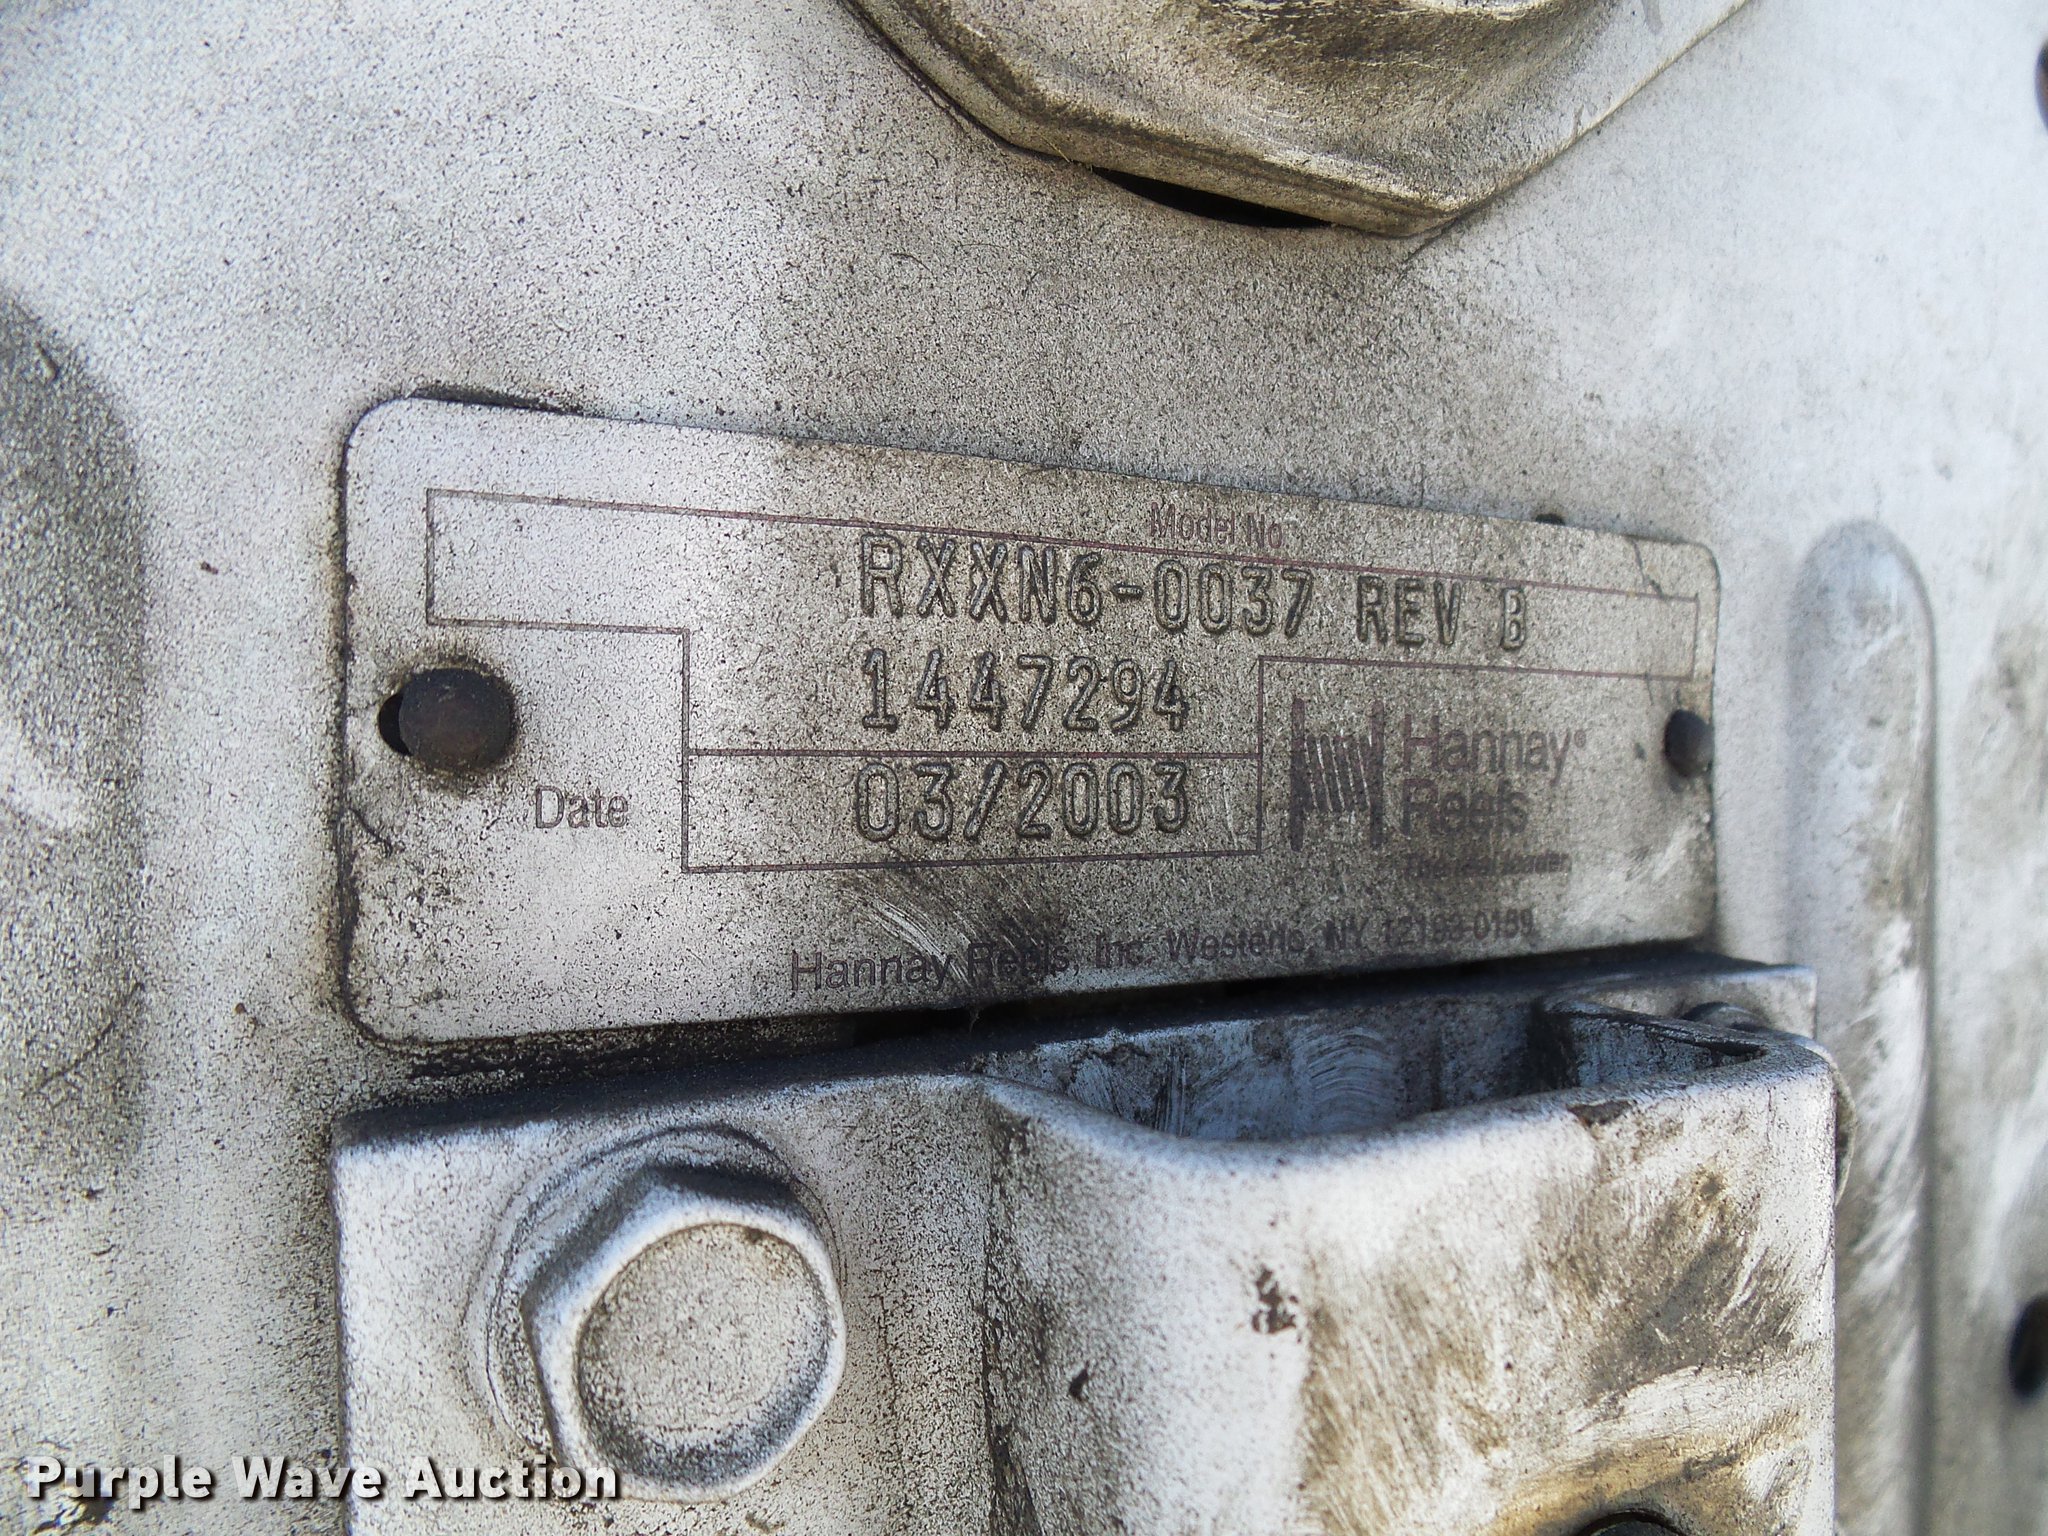 Model No.
RXXN6-0037 REV B
1447294
Date 03/2003
Hannay®
Reels
Hannay Reels, Inc. Westerlo, NY 12193-0159
Purple Wave Auction